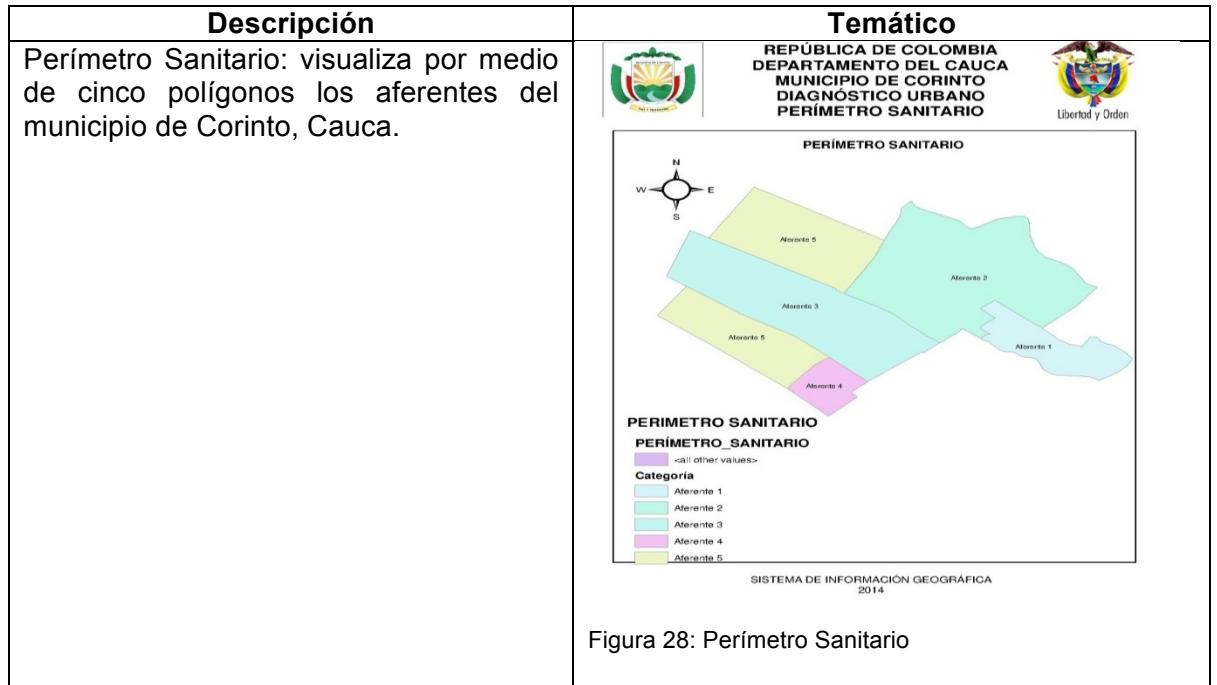 Descripción
Perímetro Sanitario: visualiza por medio
de cinco polígonos los aferentes del
municipio de Corinto, Cauca.
Temático
REPÚBLICA DE COLOMBIA
DEPARTAMENTO DEL CAUCA
MUNICIPIO DE CORINTO
DIAGNÓSTICO URBANO
PERÍMETRO SANITARIO
Libertad y Orden
PERÍMETRO SANITARIO
N
W E
S
Aferente 5
Aferente 2
Aferente 3
Aferente 5
Aferente 1
Aferente 4
PERIMETRO SANITARIO
PERÍMETRO_SANITARIO
<all other values>
Categoría
Aferente 1
Aferente 2
Aferente 3
Aferente 4
Aferente 5
SISTEMA DE INFORMACIÓN GEOGRÁFICA
2014
Figura 28: Perímetro Sanitario